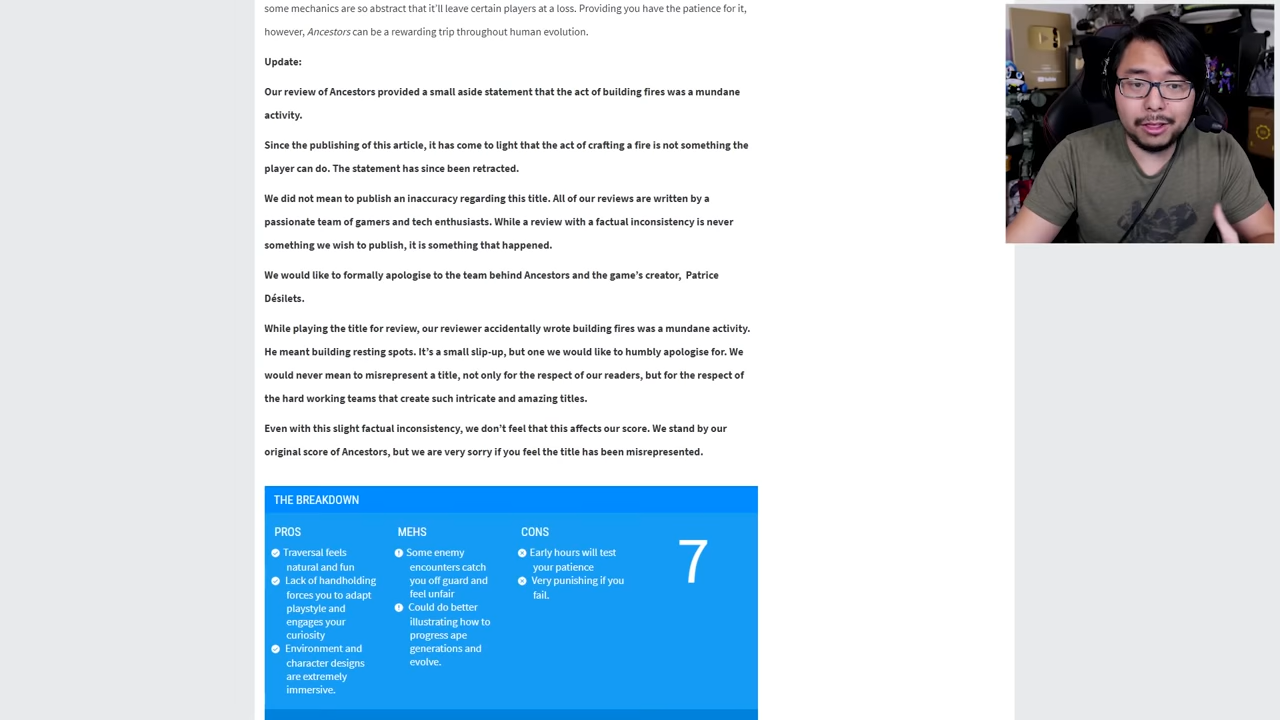 some mechanics are so abstract that it'll leave certain players at a loss. Providing you have the patience for it,
however, Ancestors can be a rewarding trip throughout human evolution.
Update:
Our review of Ancestors provided a small aside statement that the act of building fires was a mundane
activity.
Since the publishing of this article, it has come to light that the act of crafting a fire is not something the
player can do. The statement has since been retracted.
We did not mean to publish an inaccuracy regarding this title. All of our reviews are written by a
passionate team of gamers and tech enthusiasts. While a review with a factual inconsistency is never
something we wish to publish, it is something that happened.
We would like to formally apologise to the team behind Ancestors and the game's creator, Patrice
Désilets.
While playing the title for review, our reviewer accidentally wrote building fires was a mundane activity.
He meant building resting spots. It's a small slip-up, but one we would like to humbly apologise for. We
would never mean to misrepresent a title, not only for the respect of our readers, but for the respect of
the hard working teams that create such intricate and amazing titles.
Even with this slight factual inconsistency, we don't feel that this affects our score. We stand by our
original score of Ancestors, but we are very sorry if you feel the title has been misrepresented.
THE BREAKDOWN
PROS
Traversal feels
natural and fun
Lack of handholding
forces you to adapt
playstyle and
engages your
curiosity
Environment and
character designs
are extremely
immersive.
MEHS
Some enemy
encounters catch
you off guard and
feel unfair
Could do better
illustrating how to
progress ape
generations and
evolve.
CONS
Early hours will test
your patience
Very punishing if you
fail.
7